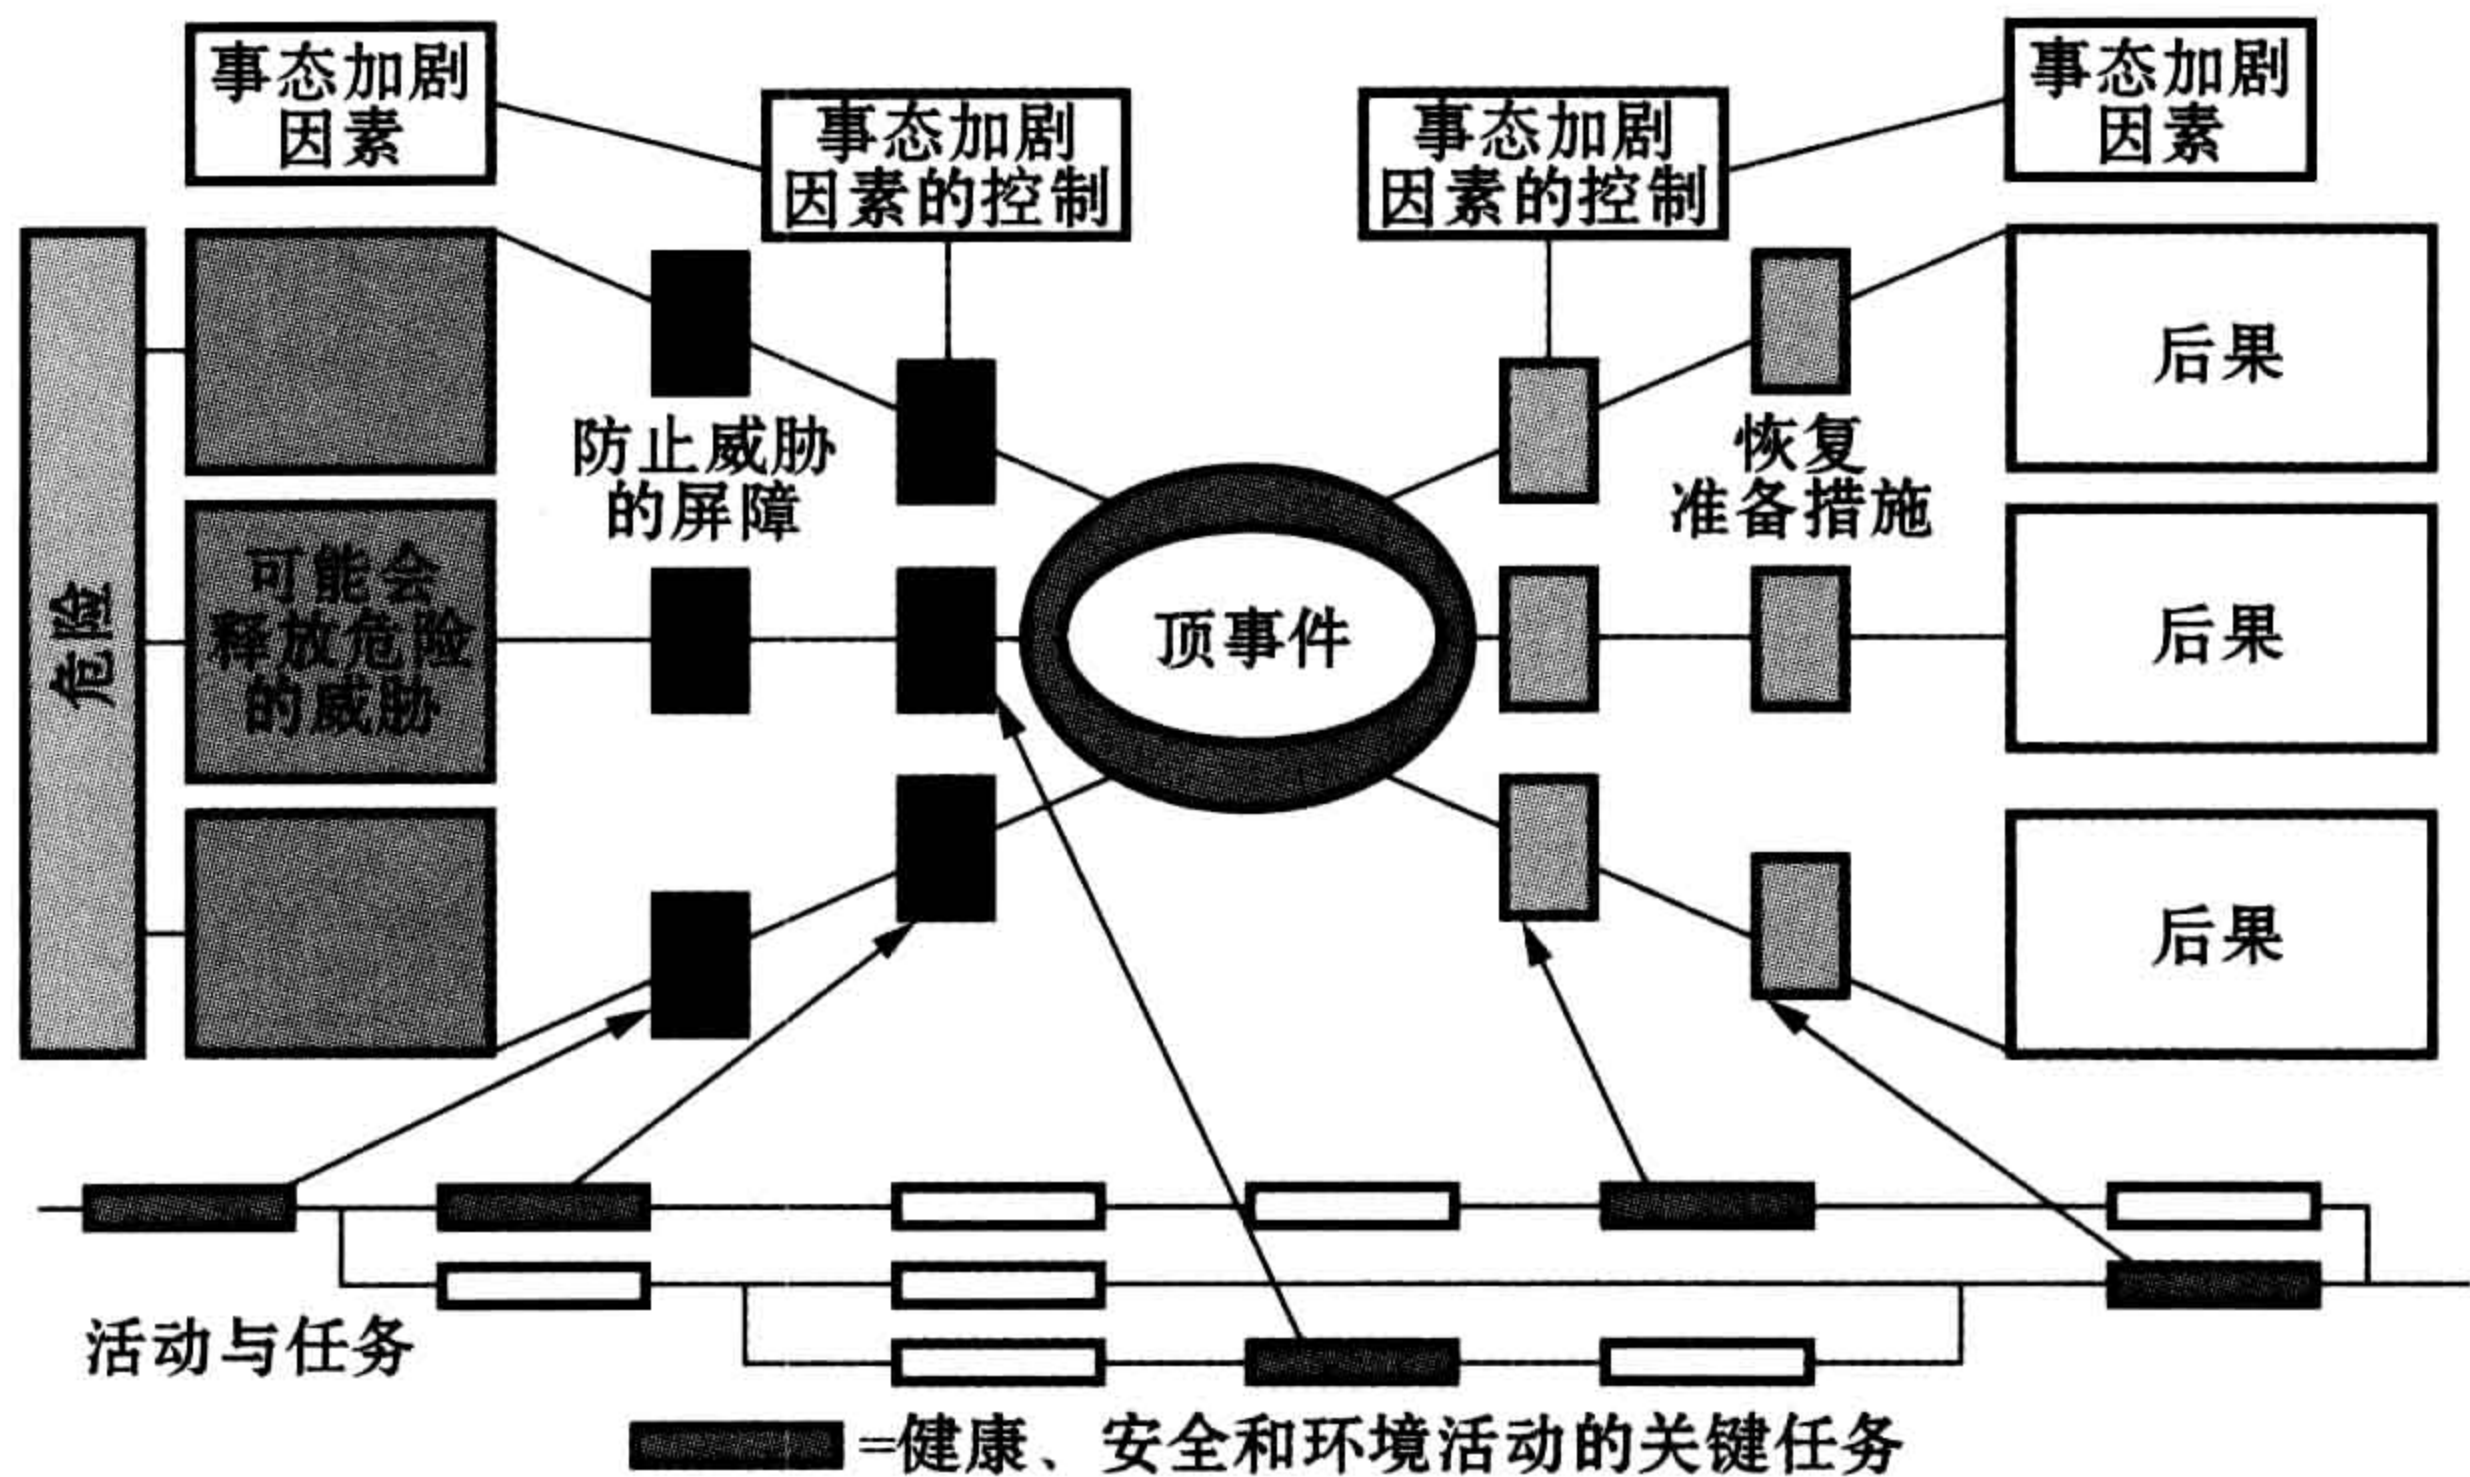 事态加剧
因素
事态加剧
因素的控制
事态加剧
因素的控制
事态加剧
因素
危险
可能会
释放危险
的威胁
防止威胁
的屏障
顶事件
恢复
准备措施
后果
后果
后果
活动与任务
=健康、安全和环境活动的关键任务